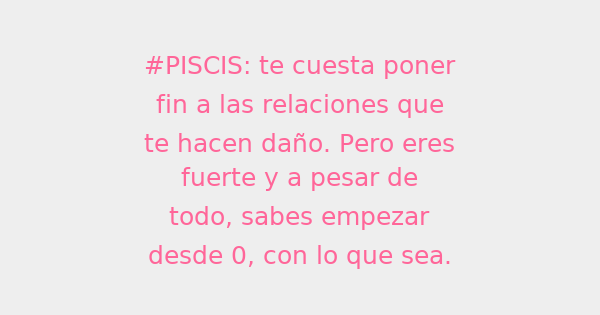 #PISCIS: te cuesta poner
fin a las relaciones que
te hacen daño. Pero eres
fuerte y a pesar de
todo, sabes empezar
desde 0, con lo que sea.